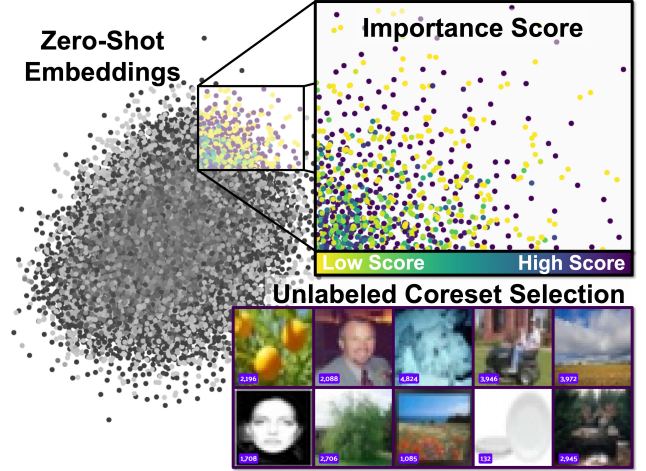 Zero-Shot
Embeddings
Importance Score
Low Score High Score
Unlabeled Coreset Selection
2,196 2,088 4,824 3,946 3,972
1,708 2,706 1,085 132 2,945